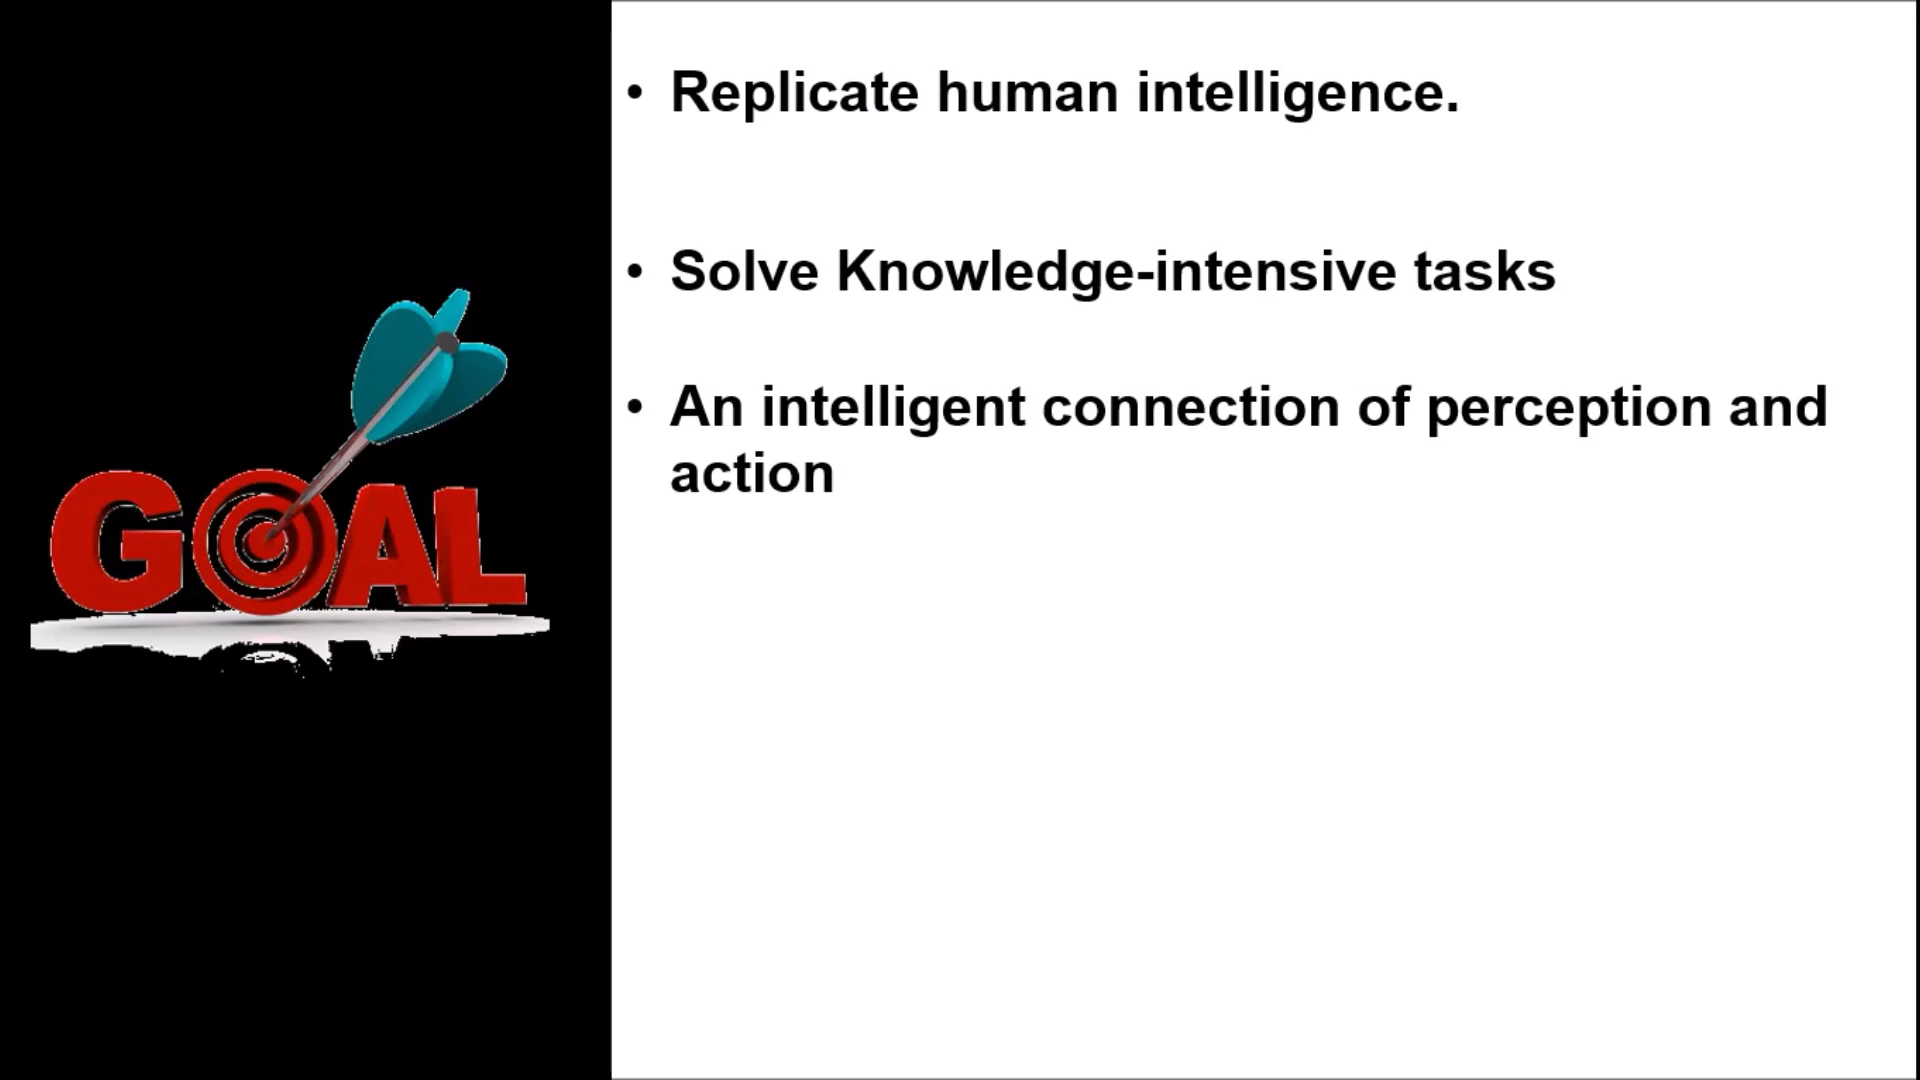 GOAL
• Replicate human intelligence.
• Solve Knowledge-intensive tasks
• An intelligent connection of perception and
action